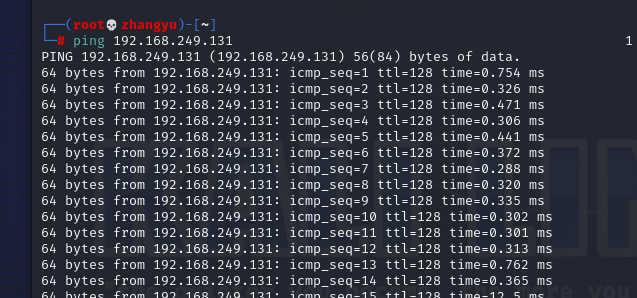 (root💀zhangyu)-[~]
# ping 192.168.249.131 1
PING 192.168.249.131 (192.168.249.131) 56(84) bytes of data.
64 bytes from 192.168.249.131: icmp_seq=1 ttl=128 time=0.754 ms
64 bytes from 192.168.249.131: icmp_seq=2 ttl=128 time=0.326 ms
64 bytes from 192.168.249.131: icmp_seq=3 ttl=128 time=0.471 ms
64 bytes from 192.168.249.131: icmp_seq=4 ttl=128 time=0.306 ms
64 bytes from 192.168.249.131: icmp_seq=5 ttl=128 time=0.441 ms
64 bytes from 192.168.249.131: icmp_seq=6 ttl=128 time=0.372 ms
64 bytes from 192.168.249.131: icmp_seq=7 ttl=128 time=0.288 ms
64 bytes from 192.168.249.131: icmp_seq=8 ttl=128 time=0.320 ms
64 bytes from 192.168.249.131: icmp_seq=9 ttl=128 time=0.335 ms
64 bytes from 192.168.249.131: icmp_seq=10 ttl=128 time=0.302 ms
64 bytes from 192.168.249.131: icmp_seq=11 ttl=128 time=0.301 ms
64 bytes from 192.168.249.131: icmp_seq=12 ttl=128 time=0.313 ms
64 bytes from 192.168.249.131: icmp_seq=13 ttl=128 time=0.762 ms
64 bytes from 192.168.249.131: icmp_seq=14 ttl=128 time=0.365 ms
64 bytes from 192.168.249.131: icmp_seq=15 ttl=128 time=12.5 ms